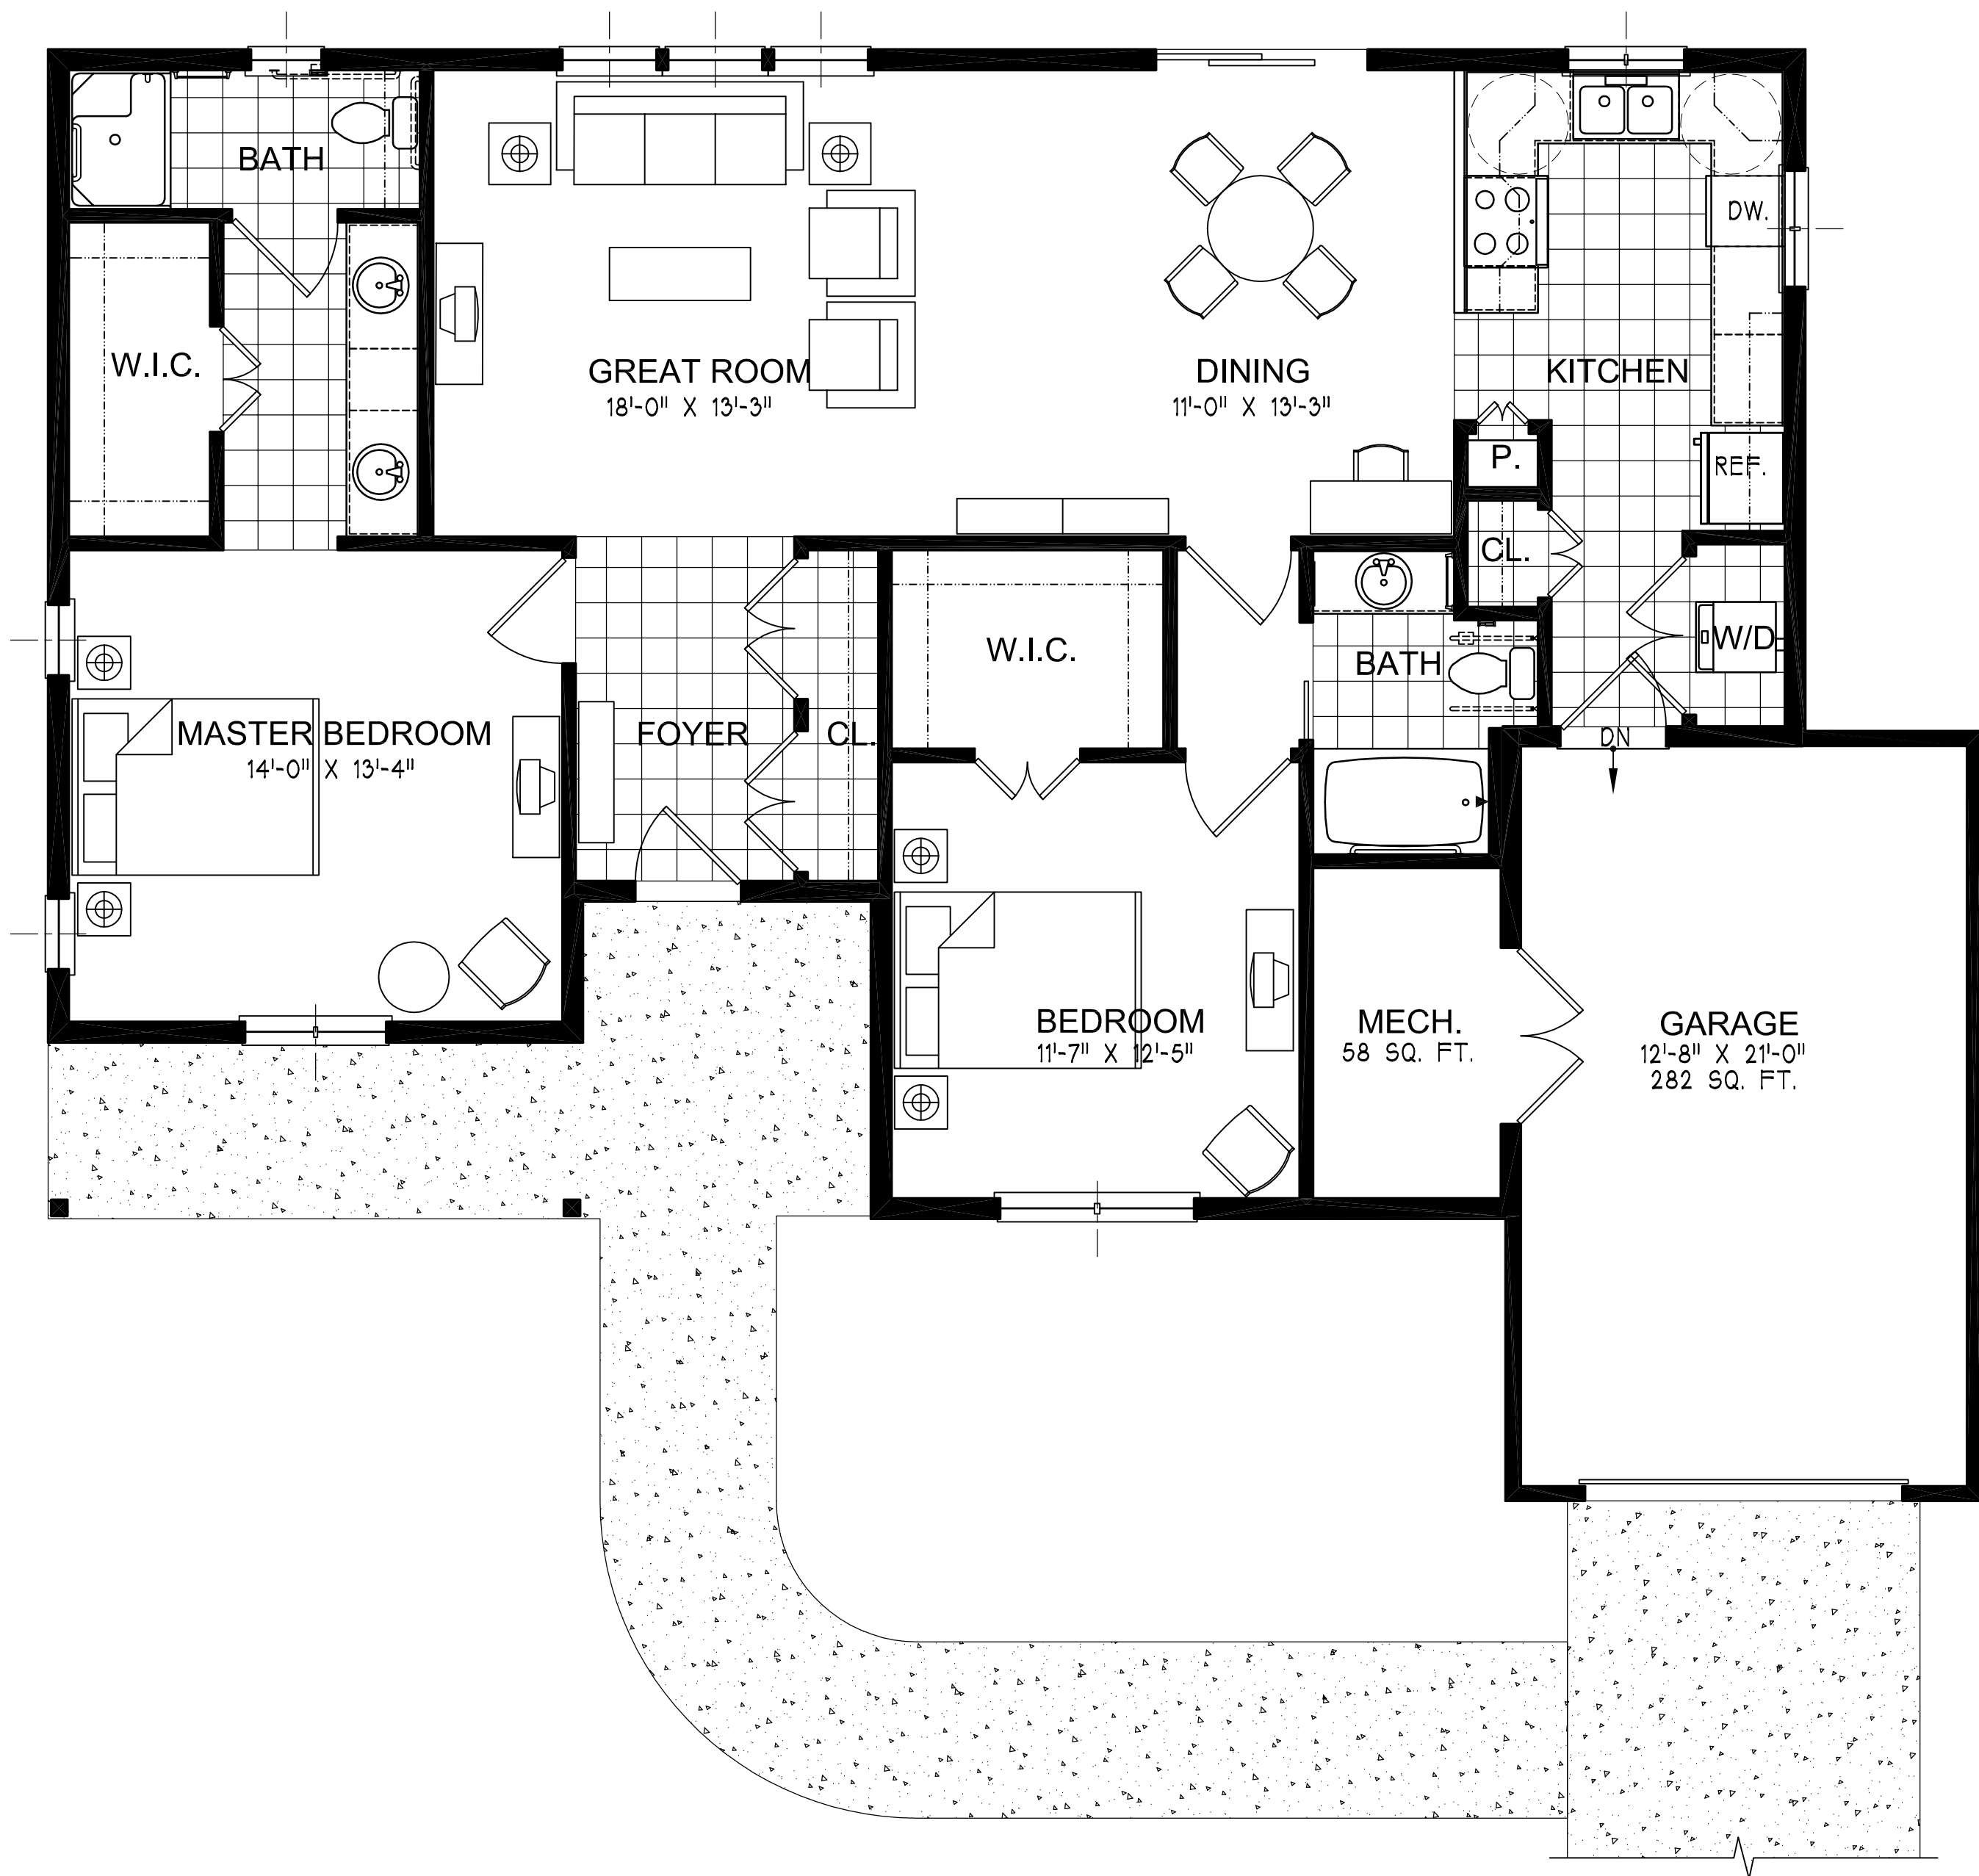 BATH
DW.
W.I.C.
GREAT ROOM
18'-0" X 13'-3"
DINING
11'-0" X 13'-3"
KITCHEN
P.
REF.
CL.
W.I.C.
BATH
W/D
MASTER BEDROOM
14'-0" X 13'-4"
FOYER
CL.
DN
BEDROOM
11'-7" X 12'-5"
MECH.
58 SQ. FT.
GARAGE
12'-8" X 21'-0"
282 SQ. FT.